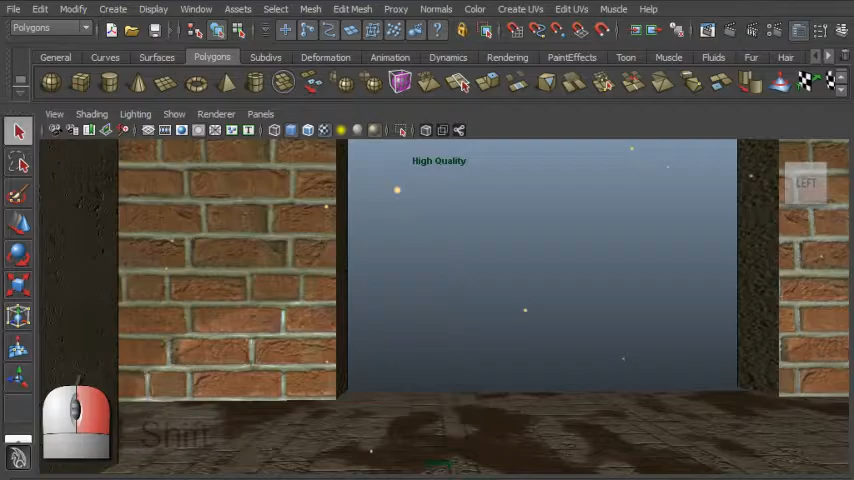 File Edit Modify Create Display Window Assets Select Mesh Edit Mesh Proxy Normals Color Create UVs Edit UVs Muscle Help
Polygons
General Curves Surfaces Polygons Subdivs Deformation Animation Dynamics Rendering PaintEffects Toon Muscle Fluids Fur Hair
View Shading Lighting Show Renderer Panels
High Quality
LEFT
Shift